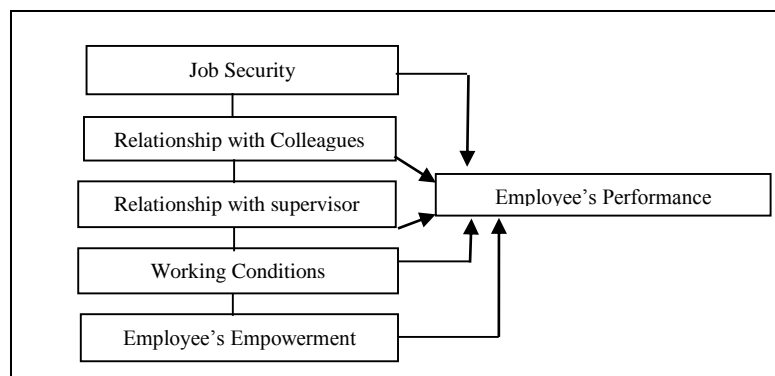 Job Security
Relationship with Colleagues
Relationship with supervisor
Employee’s Performance
Working Conditions
Employee’s Empowerment